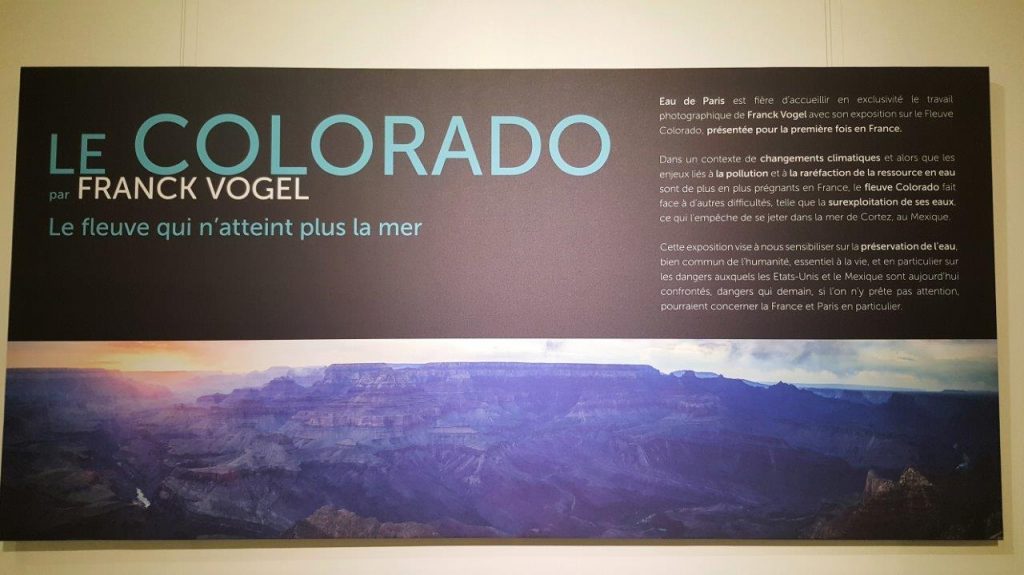 LE COLORADO
par FRANCK VOGEL
Le fleuve qui n'atteint plus la mer
Eau de Paris est fière d'accueillir en exclusivité le travail
photographique de Franck Vogel avec son exposition sur le Fleuve
Colorado, présentée pour la première fois en France.
Dans un contexte de changements climatiques et alors que les
enjeux liés à la pollution et à la raréfaction de la ressource en eau
sont de plus en plus prégnants en France, le fleuve Colorado fait
face à d'autres difficultés, telle que la surexploitation de ses eaux,
ce qui l'empêche de se jeter dans la mer de Cortez, au Mexique.
Cette exposition vise à nous sensibiliser sur la préservation de l'eau,
bien commun de l'humanité, essentiel à la vie, et en particulier sur
les dangers auxquels les Etats-Unis et le Mexique sont aujourd'hui
confrontés, dangers qui demain, si l'on n'y prête pas attention,
pourraient concerner la France et Paris en particulier.